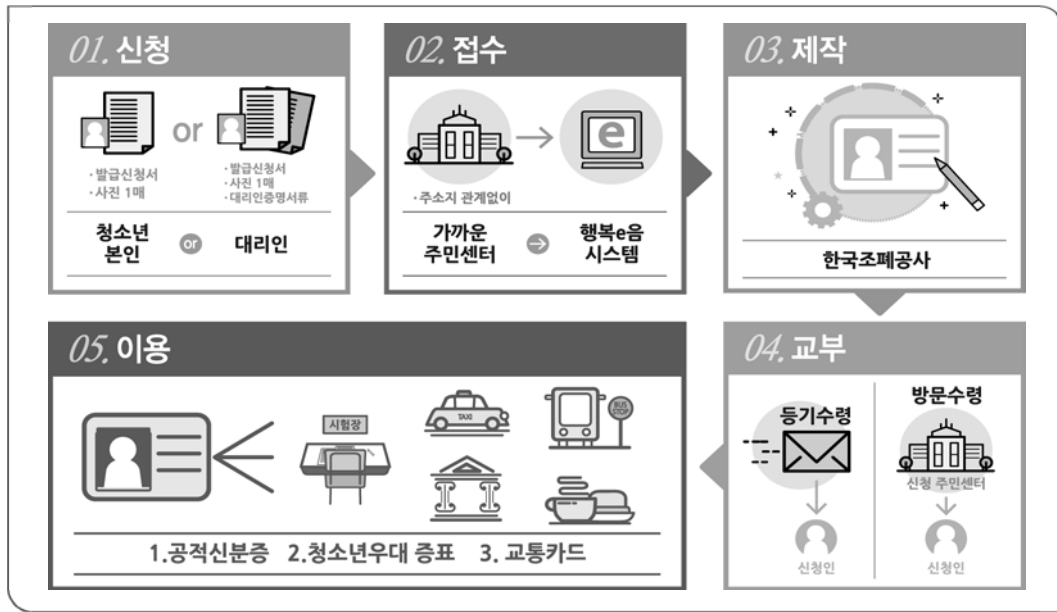 01. 신청
or
·발급신청서
·사진 1매
·발급신청서
·사진 1매
·대리인증명서류
청소년
본인
or
대리인
02. 접수
e
·주소지 관계없이
가까운
주민센터
행복e음
시스템
03. 제작
한국조폐공사
04. 교부
등기수령
신청인
방문수령
신청 주민센터
신청인
05. 이용
시험장
TAXI
BUS
STOP
1.공적신분증 2.청소년우대 증표 3. 교통카드